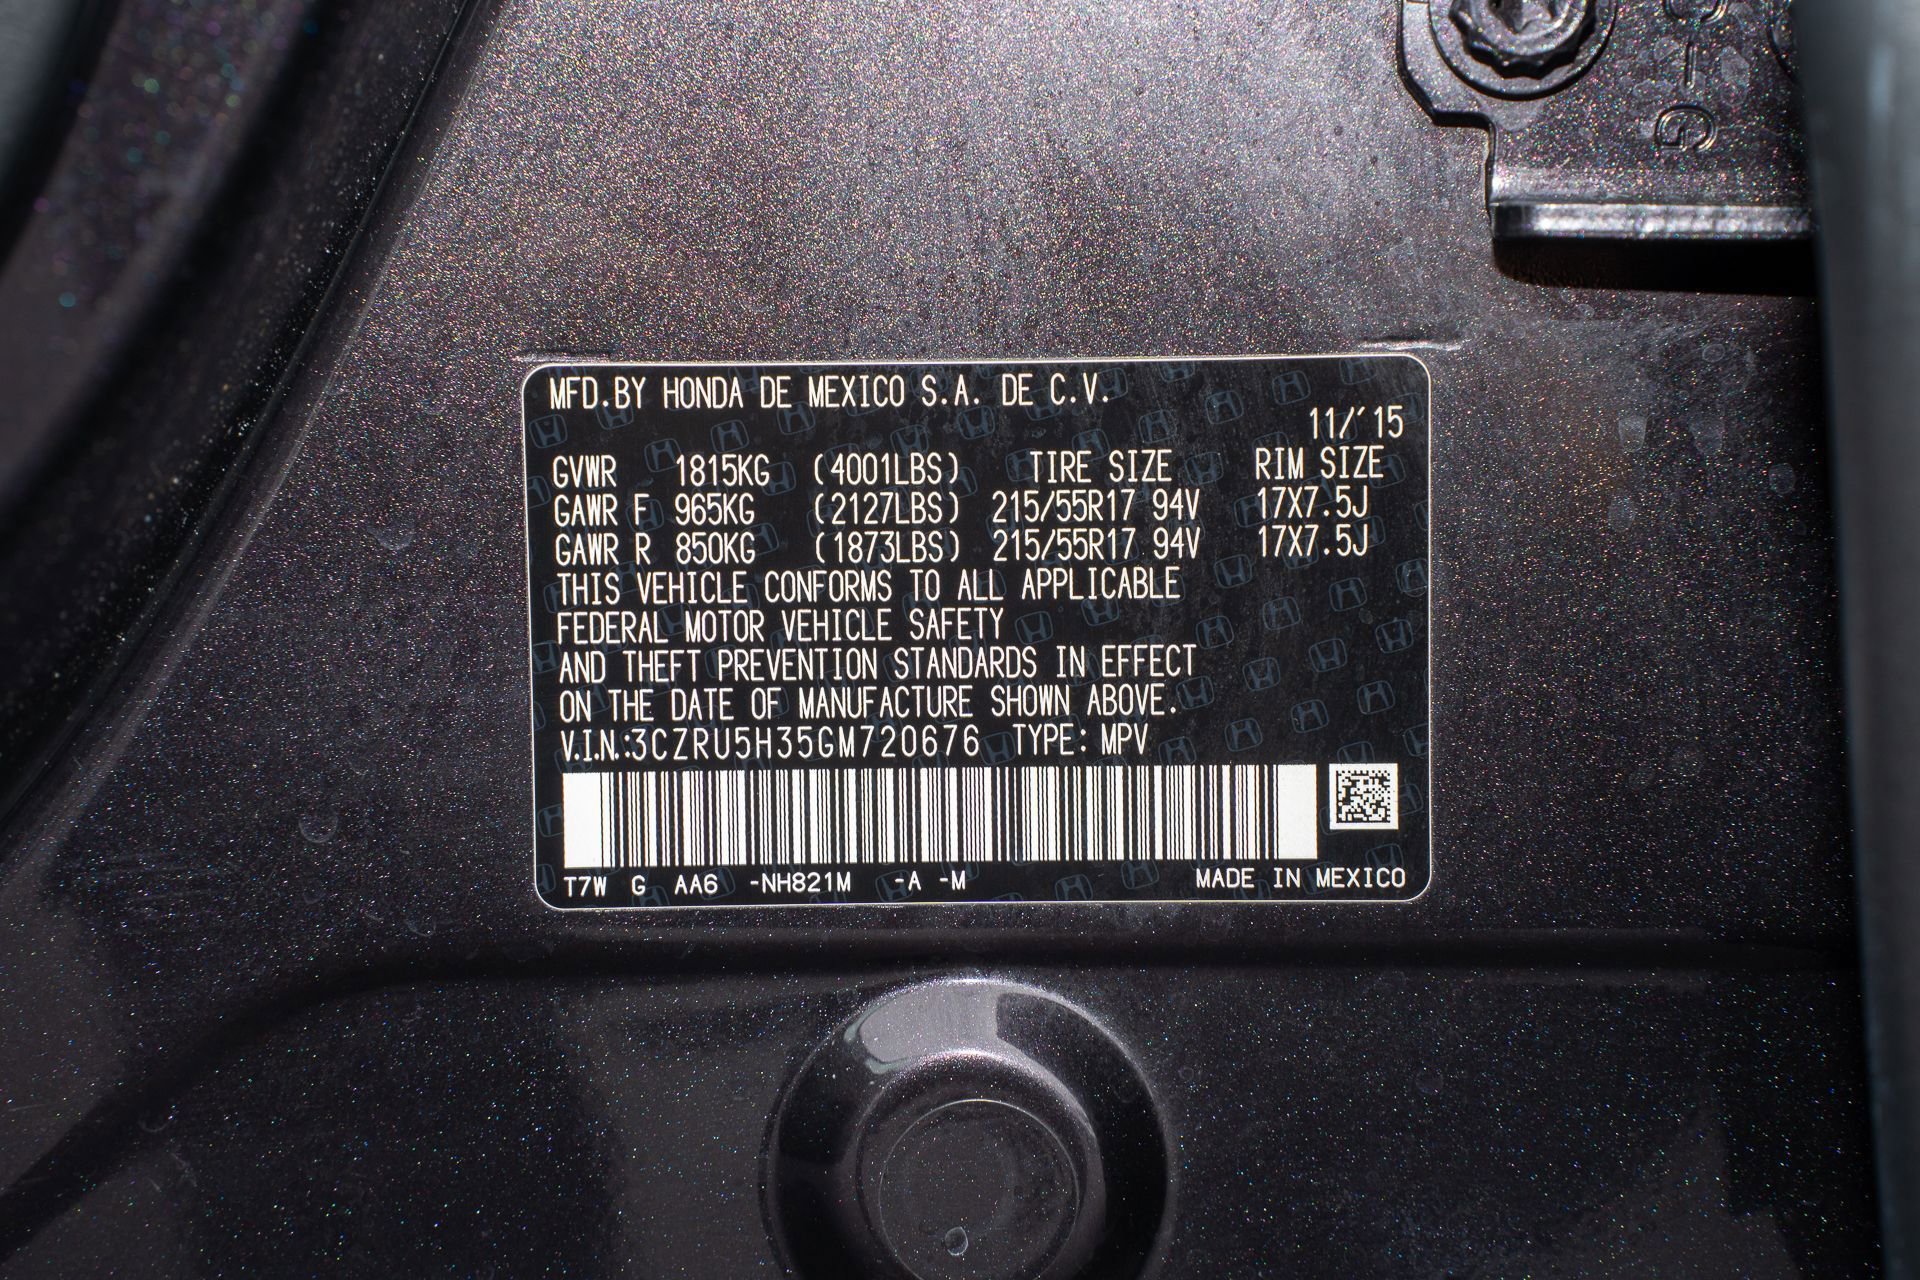 MFD.BY HONDA DE MEXICO S.A. DE C.V.
11/'15
GVWR 1815KG (4001LBS) TIRE SIZE RIM SIZE
GAWR F 965KG (2127LBS) 215/55R17 94V 17X7.5J
GAWR R 850KG (1873LBS) 215/55R17 94V 17X7.5J
THIS VEHICLE CONFORMS TO ALL APPLICABLE
FEDERAL MOTOR VEHICLE SAFETY
AND THEFT PREVENTION STANDARDS IN EFFECT
ON THE DATE OF MANUFACTURE SHOWN ABOVE.
V.I.N.:3CZRU5H35GM720676 TYPE: MPV
T7W G AA6 -NH821M -A -M MADE IN MEXICO